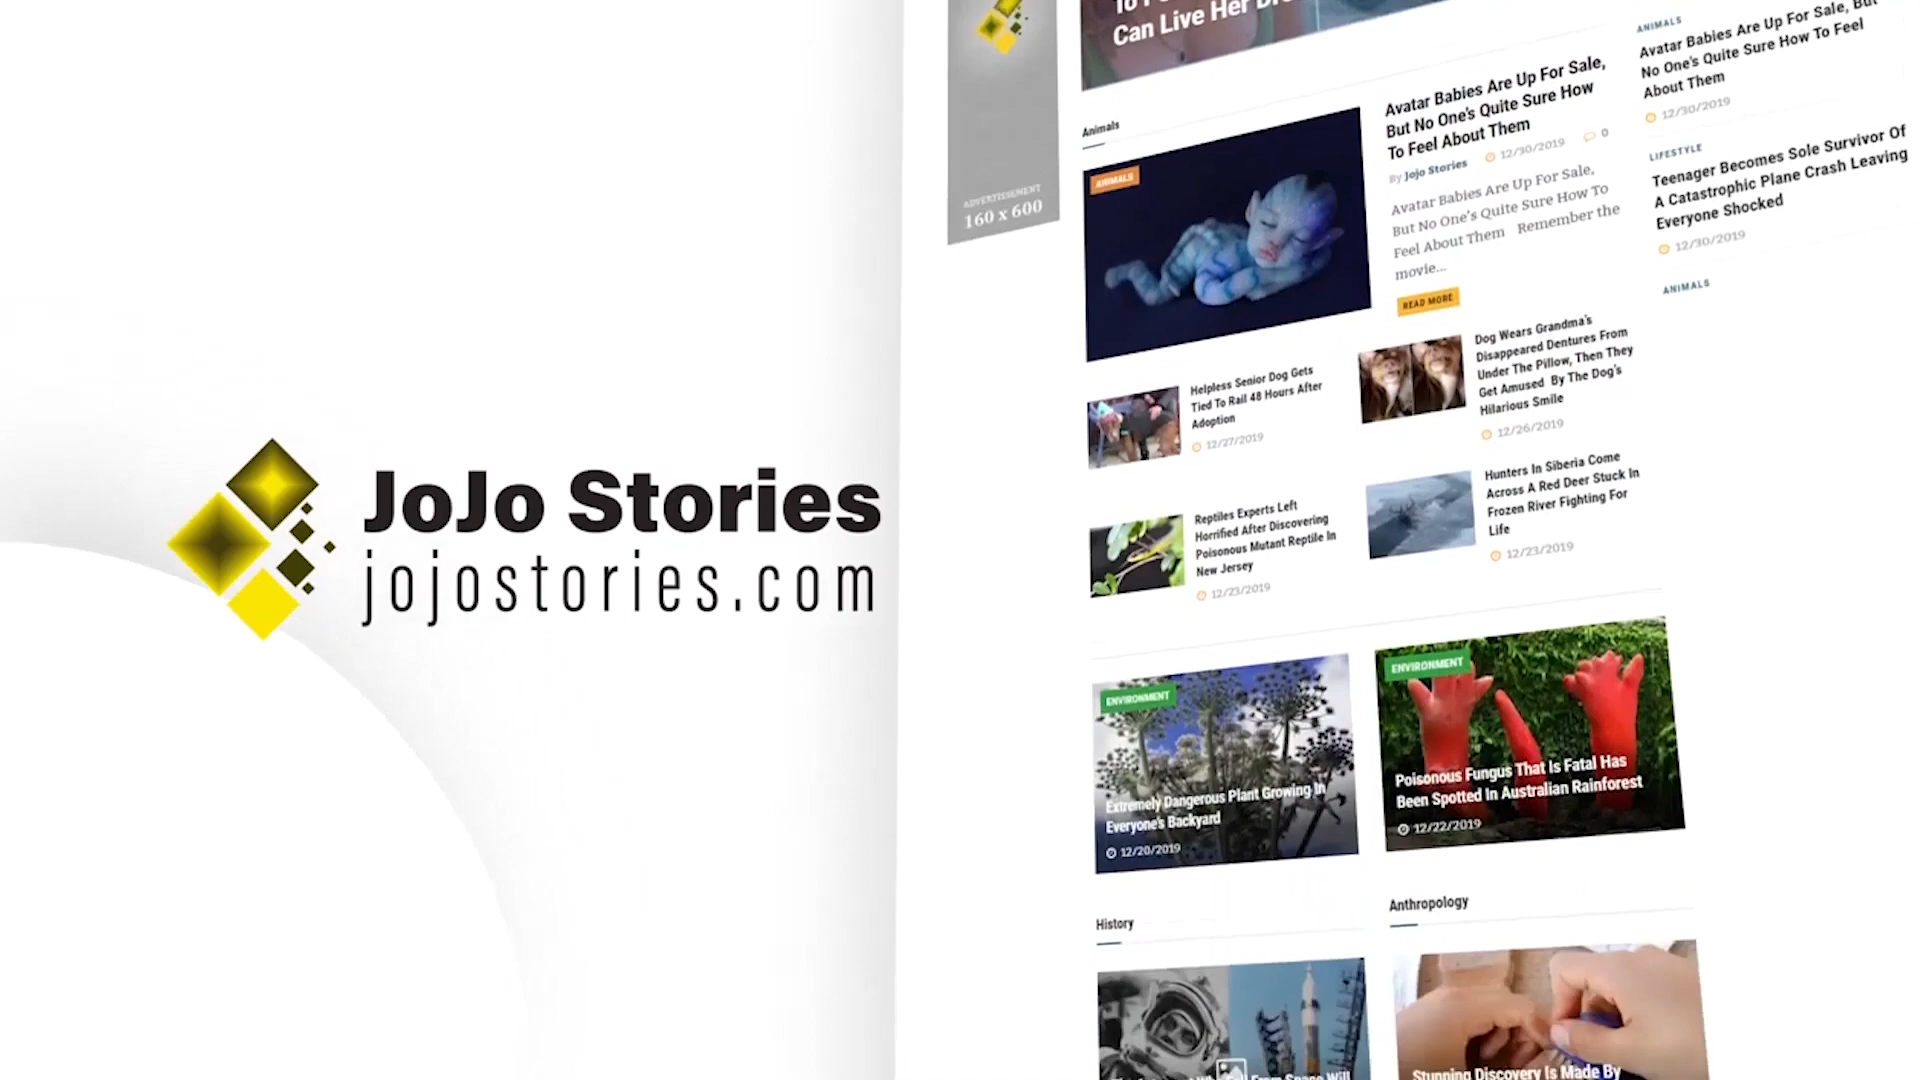 JoJo Stories
jojostories.com
ADVERTISEMENT
160 x 600
Can Live Her
Animals
ANIMALS
Avatar Babies Are Up For Sale,
But No One's Quite Sure How
To Feel About Them
By Jojo Stories 12/30/2019 0
Avatar Babies Are Up For Sale,
But No One's Quite Sure How To
Feel About Them Remember the
movie...
READ MORE
Helpless Senior Dog Gets
Tied To Rail 48 Hours After
Adoption
12/27/2019
Dog Wears Grandma's
Disappeared Dentures From
Under The Pillow, Then They
Get Amused By The Dog's
Hilarious Smile
12/26/2019
Reptiles Experts Left
Horrified After Discovering
Poisonous Mutant Reptile In
New Jersey
12/23/2019
Hunters In Siberia Come
Across A Red Deer Stuck In
Frozen River Fighting For
Life
12/23/2019
ANIMALS
Avatar Babies Are Up For Sale, But
No One's Quite Sure How To Feel
About Them
12/30/2019
LIFESTYLE
Teenager Becomes Sole Survivor Of
A Catastrophic Plane Crash Leaving
Everyone Shocked
12/30/2019
ANIMALS
ENVIRONMENT
Extremely Dangerous Plant Growing In
Everyone's Backyard
12/20/2019
ENVIRONMENT
Poisonous Fungus That Is Fatal Has
Been Spotted In Australian Rainforest
12/22/2019
History
From Space Will
Anthropology
Stunning Discovery Is Made By